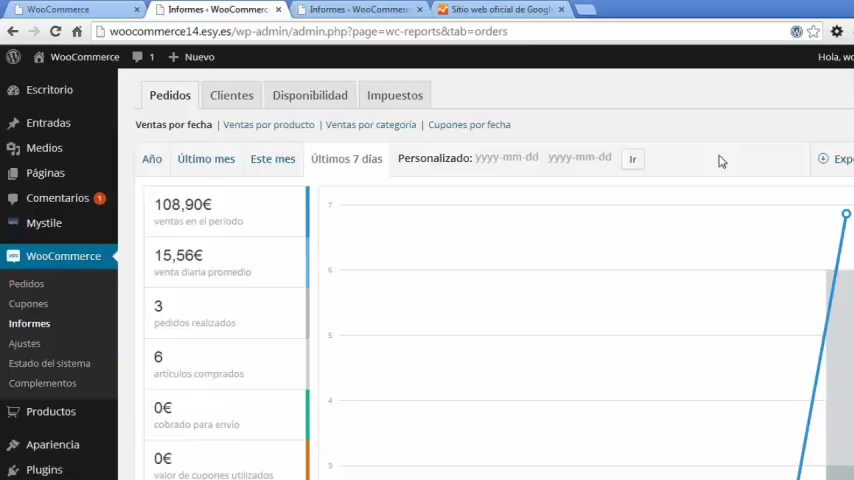 WooCommerce
Informes ‹ WooCommerc
Informes ‹ WooCommerc
Sitio web oficial de Googl
woocommerce14.esy.es/wp-admin/admin.php?page=wc-reports&tab=orders
WooCommerce
1
Nuevo
Hola, wo
Escritorio
Entradas
Medios
Páginas
Comentarios 1
Mystile
WooCommerce
Pedidos
Cupones
Informes
Ajustes
Estado del sistema
Complementos
Productos
Apariencia
Plugins
Pedidos
Clientes
Disponibilidad
Impuestos
Ventas por fecha | Ventas por producto | Ventas por categoría | Cupones por fecha
Año
Último mes
Este mes
Últimos 7 días
Personalizado: yyyy-mm-dd yyyy-mm-dd Ir
Exp
108,90€
ventas en el periodo
15,56€
venta diaria promedio
3
pedidos realizados
6
artículos comprados
0€
cobrado para envío
0€
valor de cupones utilizados
7
6
5
4
3